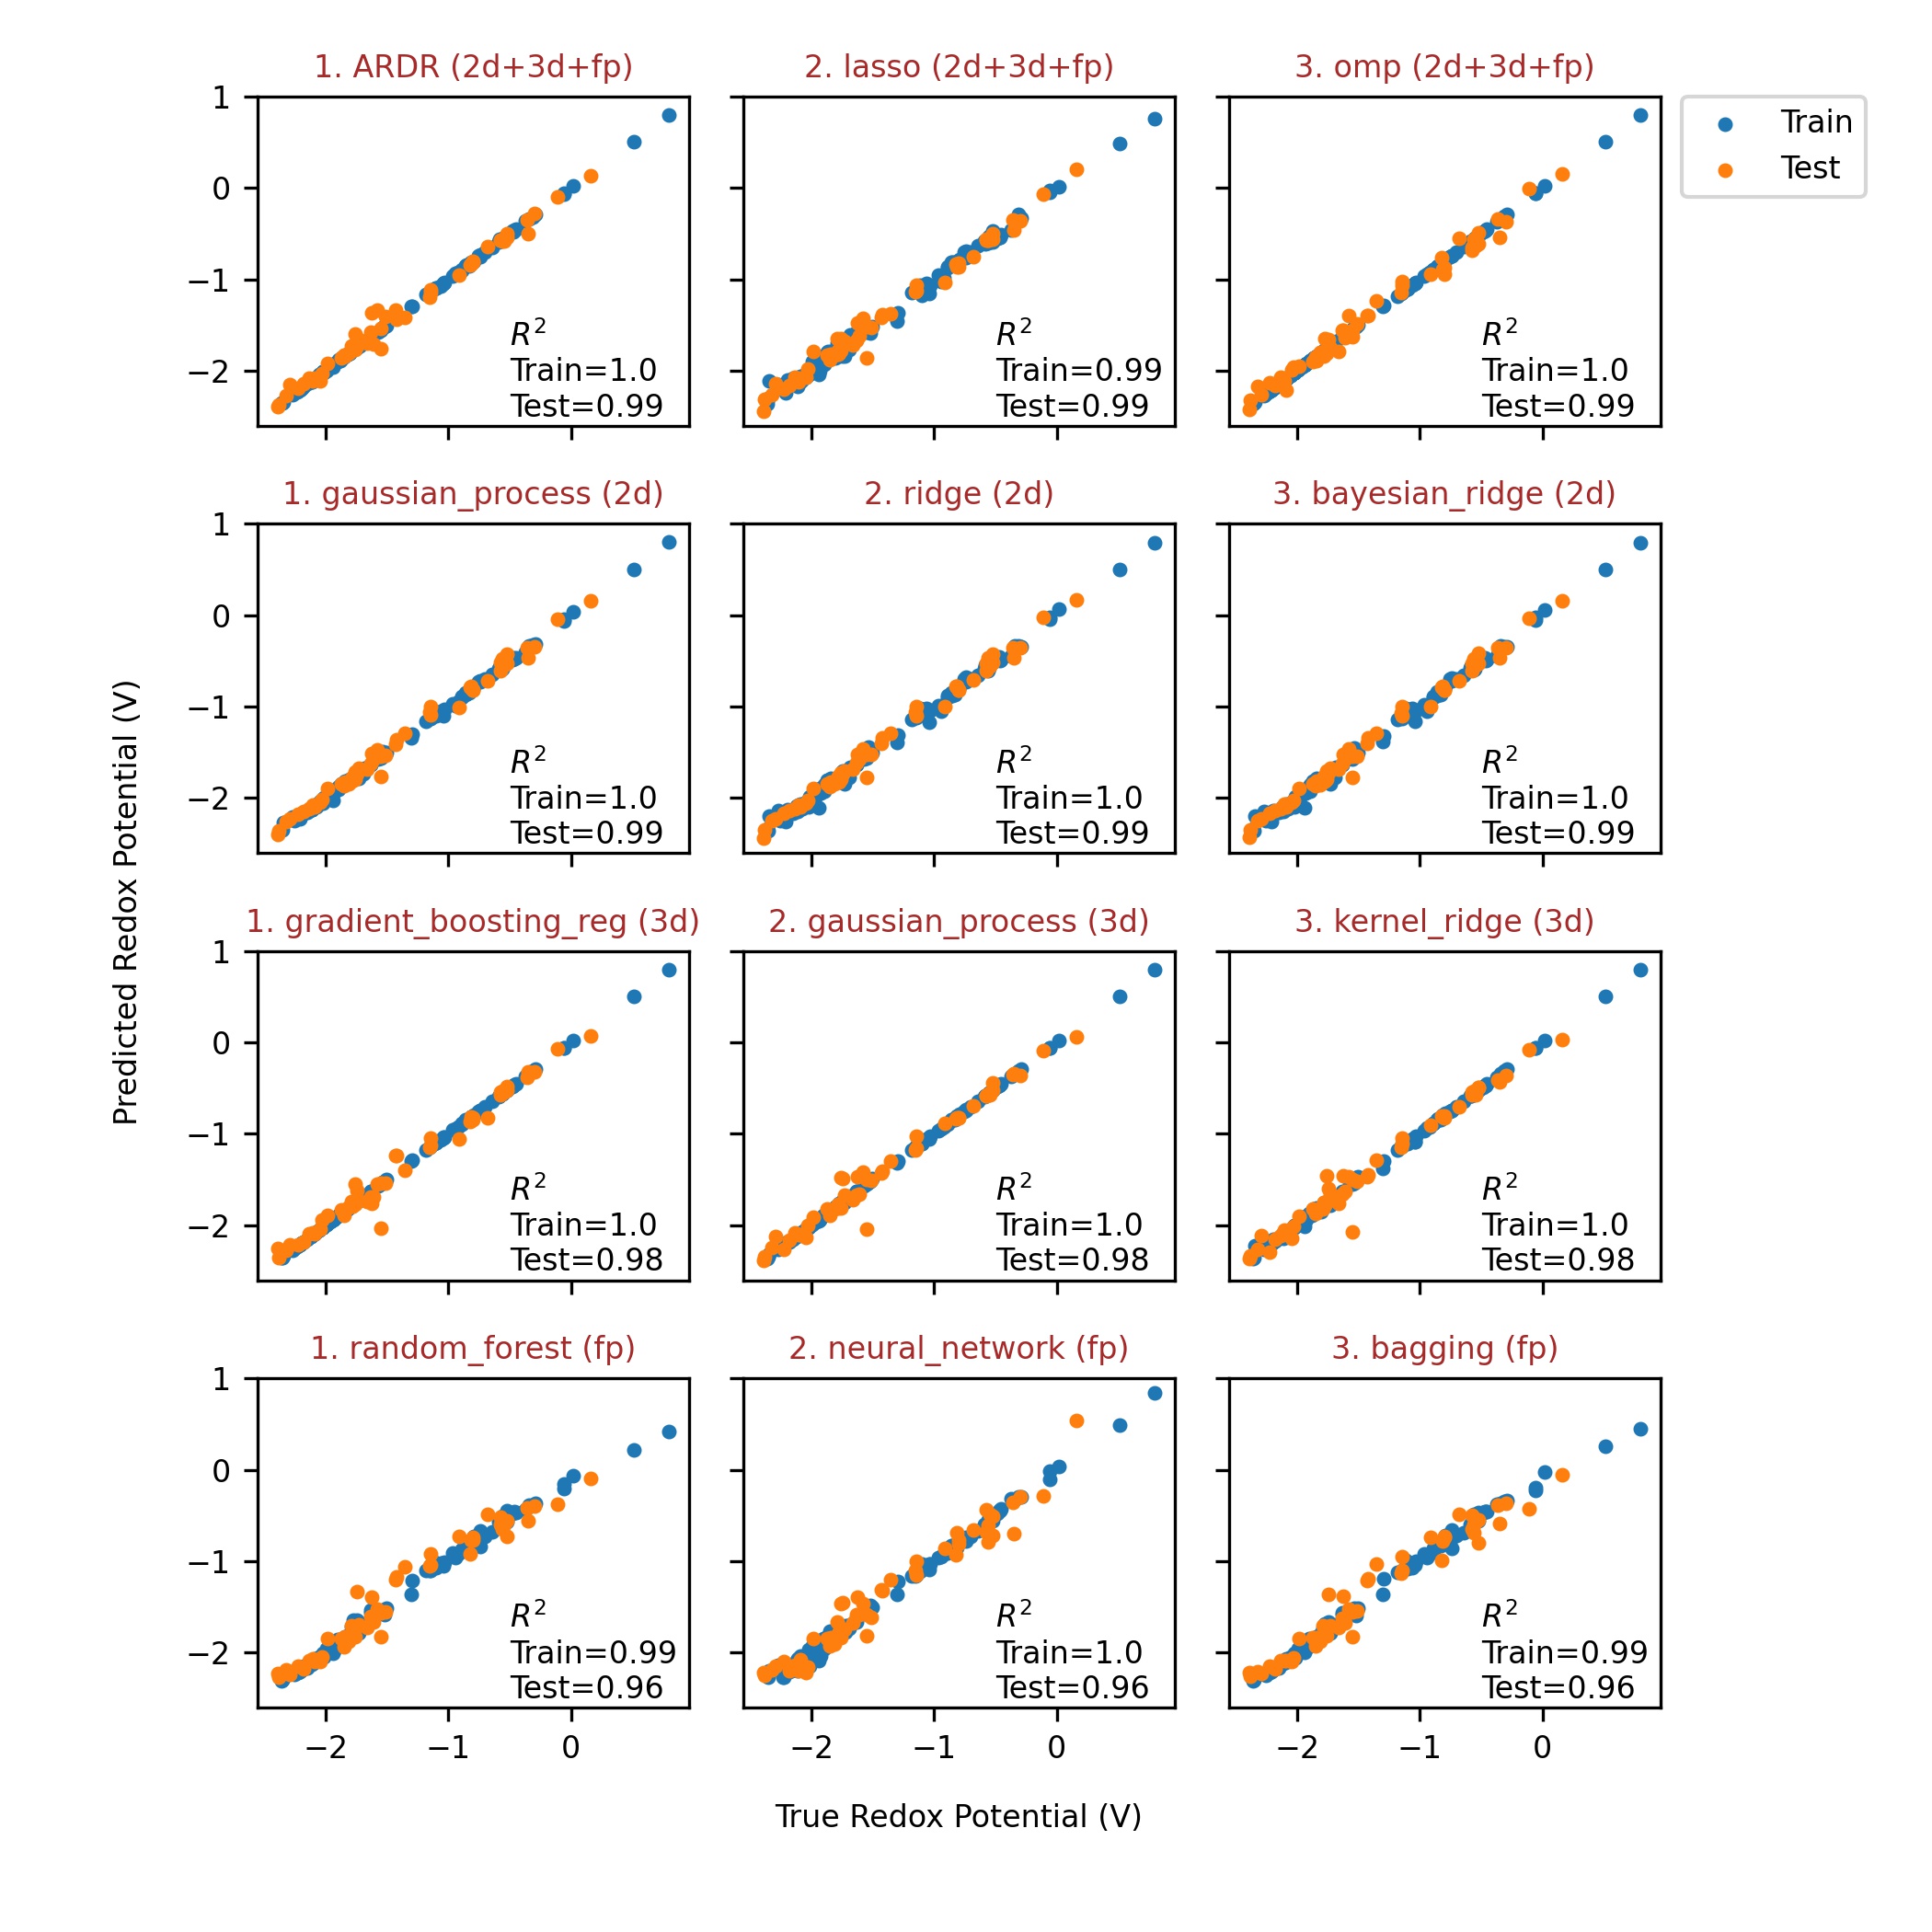 1. ARDR (2d+3d+fp)
2. lasso (2d+3d+fp)
3. omp (2d+3d+fp)
Train
Test
1
0
−1
−2
R²
Train=1.0
Test=0.99
R²
Train=0.99
Test=0.99
R²
Train=1.0
Test=0.99
1. gaussian_process (2d)
2. ridge (2d)
3. bayesian_ridge (2d)
1
0
−1
−2
R²
Train=1.0
Test=0.99
R²
Train=1.0
Test=0.99
R²
Train=1.0
Test=0.99
Predicted Redox Potential (V)
1. gradient_boosting_reg (3d)
2. gaussian_process (3d)
3. kernel_ridge (3d)
1
0
−1
−2
R²
Train=1.0
Test=0.98
R²
Train=1.0
Test=0.98
R²
Train=1.0
Test=0.98
1. random_forest (fp)
2. neural_network (fp)
3. bagging (fp)
1
0
−1
−2
R²
Train=0.99
Test=0.96
R²
Train=1.0
Test=0.96
R²
Train=0.99
Test=0.96
−2 −1 0
−2 −1 0
−2 −1 0
True Redox Potential (V)